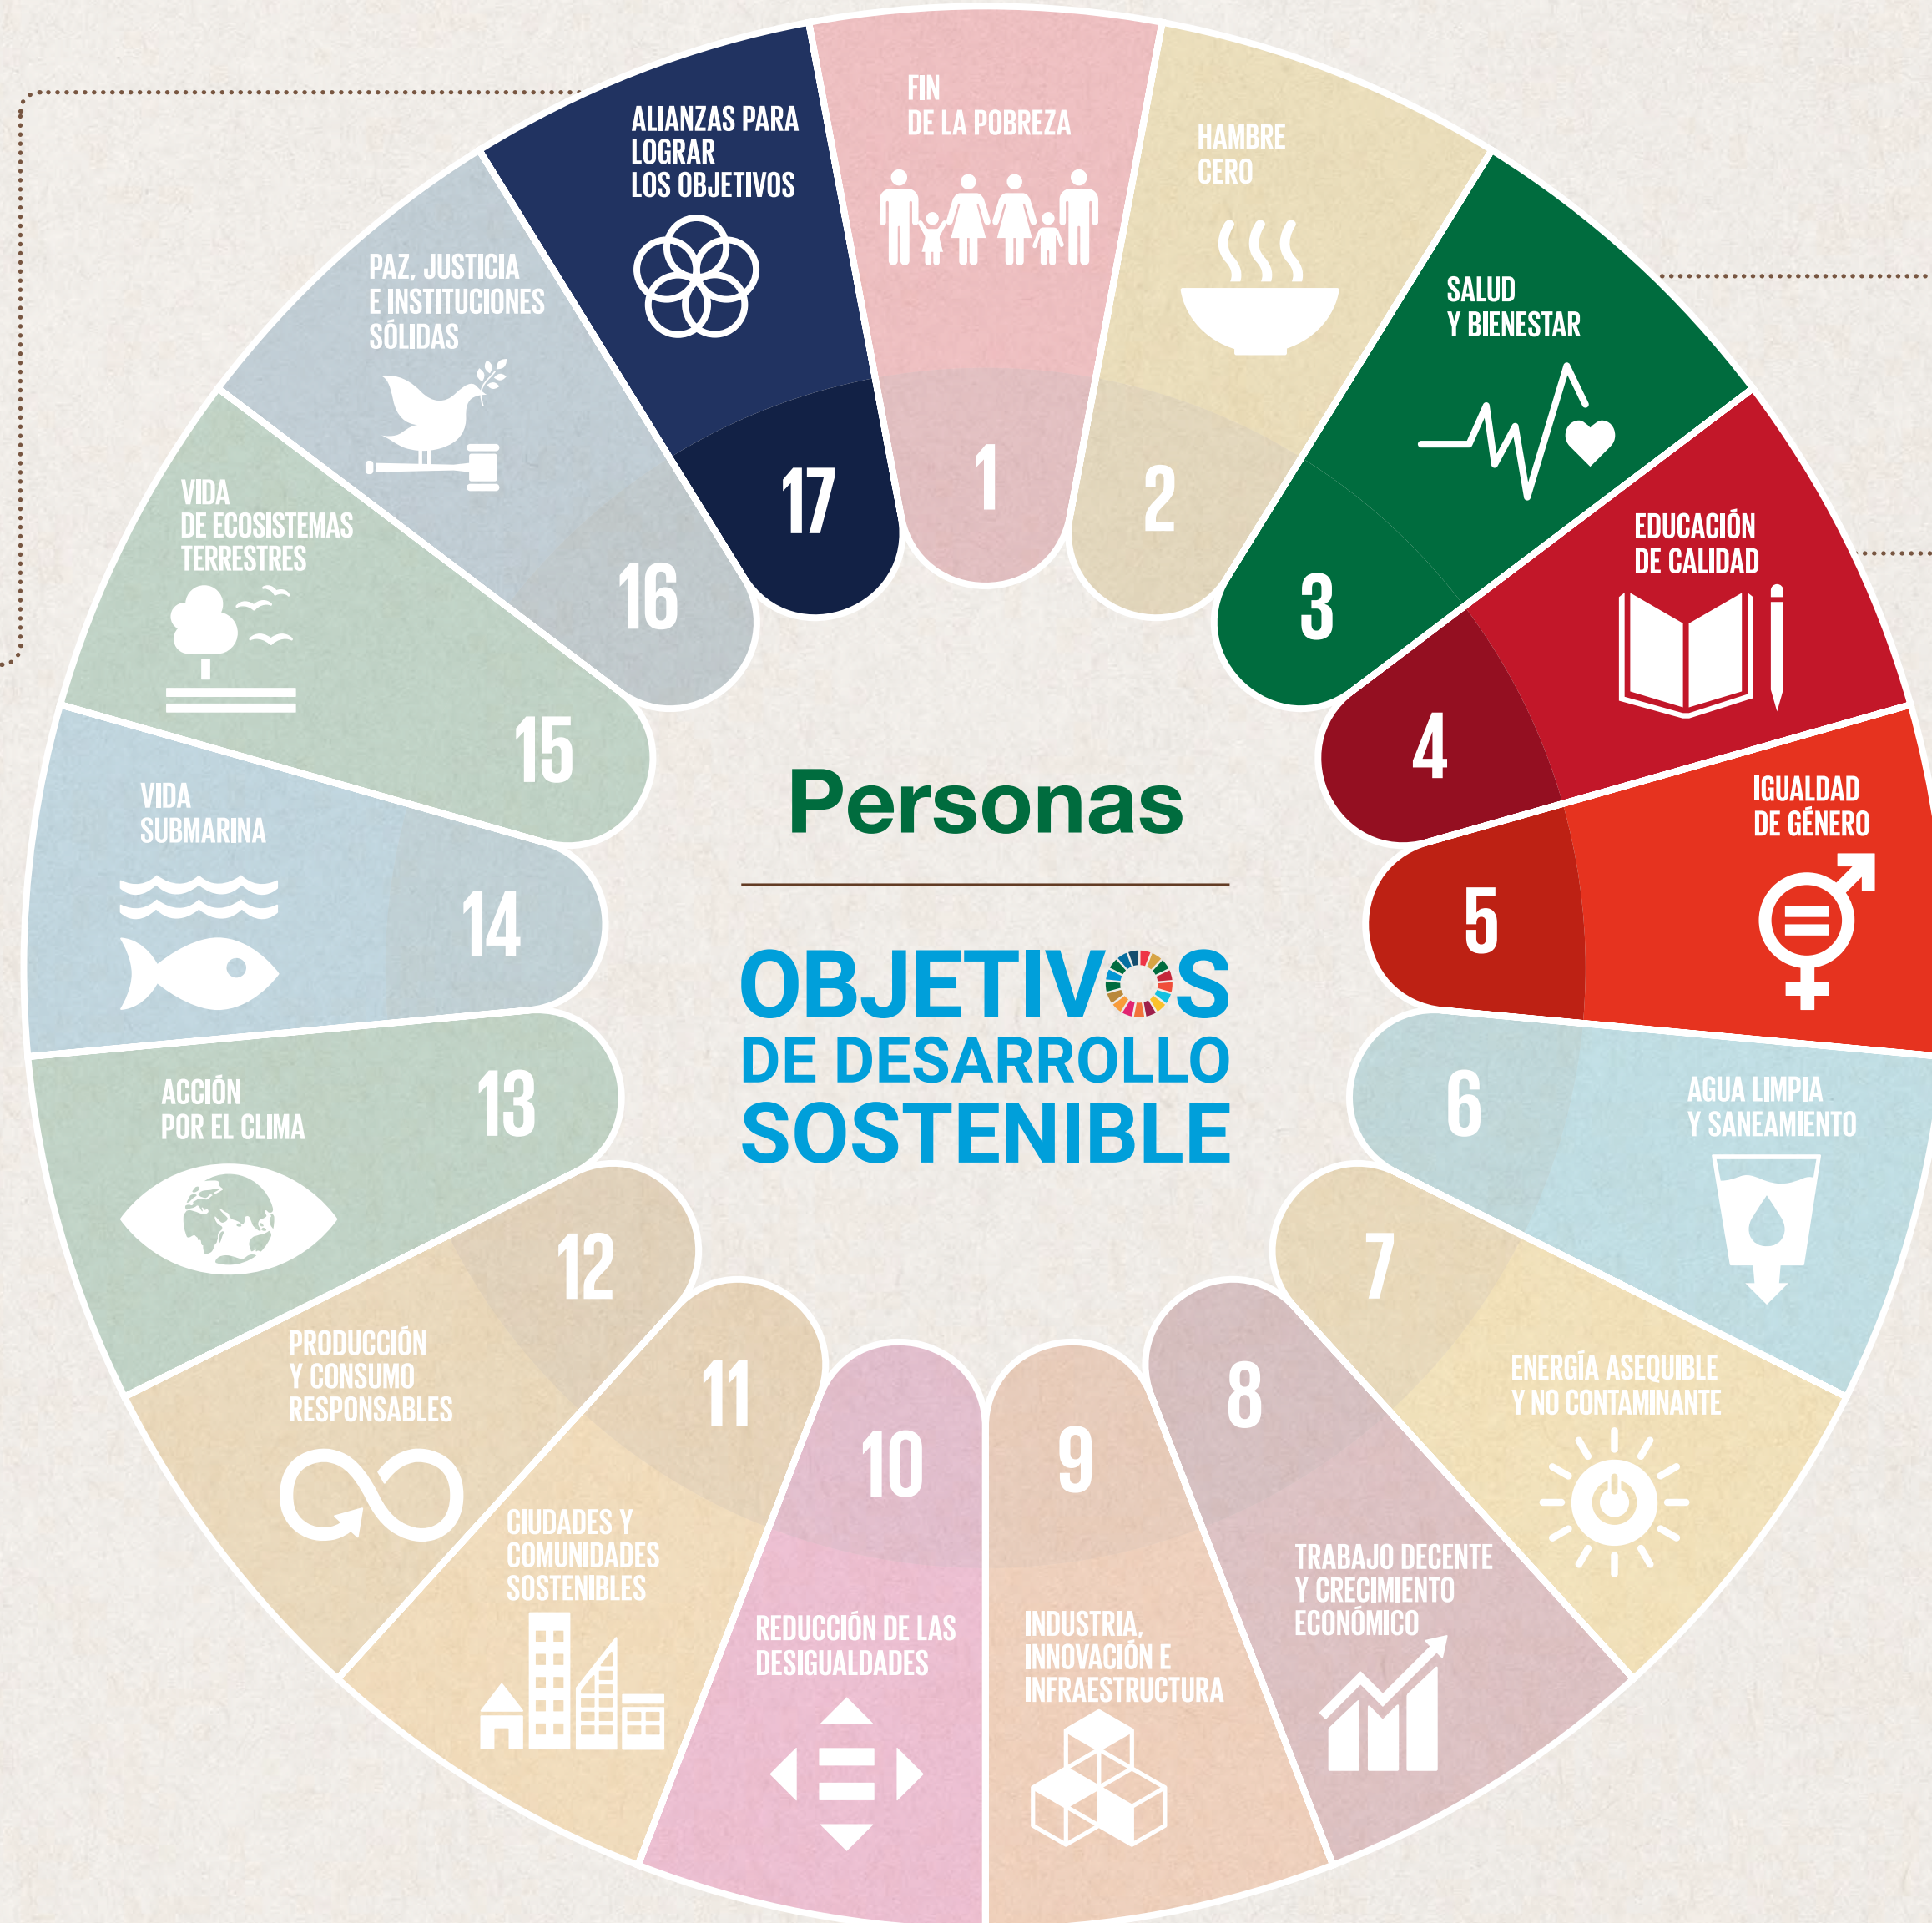 FIN
DE LA POBREZA
1
HAMBRE
CERO
2
SALUD
Y BIENESTAR
3
EDUCACIÓN
DE CALIDAD
4
IGUALDAD
DE GÉNERO
5
AGUA LIMPIA
Y SANEAMIENTO
6
ENERGÍA ASEQUIBLE
Y NO CONTAMINANTE
7
TRABAJO DECENTE
Y CRECIMIENTO
ECONÓMICO
8
INDUSTRIA,
INNOVACIÓN E
INFRAESTRUCTURA
9
REDUCCIÓN DE LAS
DESIGUALDADES
10
CIUDADES Y
COMUNIDADES
SOSTENIBLES
11
PRODUCCIÓN
Y CONSUMO
RESPONSABLES
12
ACCIÓN
POR EL CLIMA
13
VIDA
SUBMARINA
14
VIDA
DE ECOSISTEMAS
TERRESTRES
15
PAZ, JUSTICIA
E INSTITUCIONES
SÓLIDAS
16
ALIANZAS PARA
LOGRAR
LOS OBJETIVOS
17
Personas
OBJETIVOS
DE DESARROLLO
SOSTENIBLE